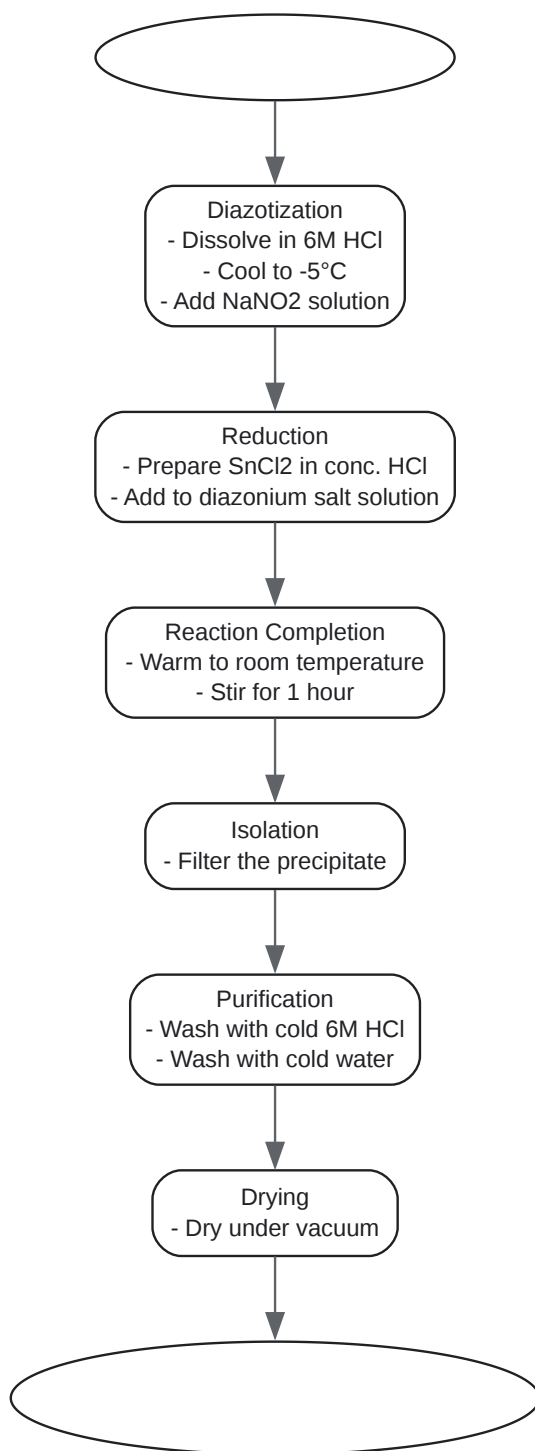 Diazotization
- Dissolve in 6M HCl
- Cool to -5°C
- Add NaNO2 solution
Reduction
- Prepare SnCl2 in conc. HCl
- Add to diazonium salt solution
Reaction Completion
- Warm to room temperature
- Stir for 1 hour
Isolation
- Filter the precipitate
Purification
- Wash with cold 6M HCl
- Wash with cold water
Drying
- Dry under vacuum